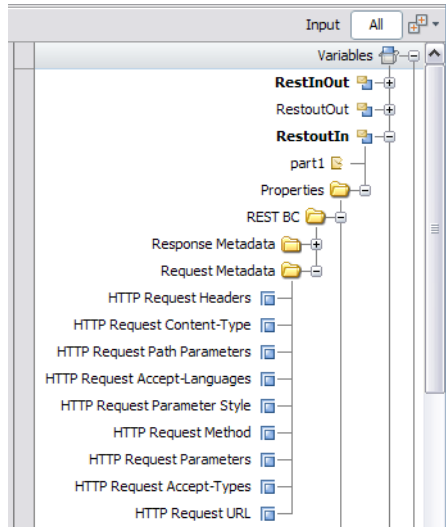 Input All
Variables
RestInOut
RestoutOut
RestoutIn
part1
Properties
REST BC
Response Metadata
Request Metadata
HTTP Request Headers
HTTP Request Content-Type
HTTP Request Path Parameters
HTTP Request Accept-Languages
HTTP Request Parameter Style
HTTP Request Method
HTTP Request Parameters
HTTP Request Accept-Types
HTTP Request URL